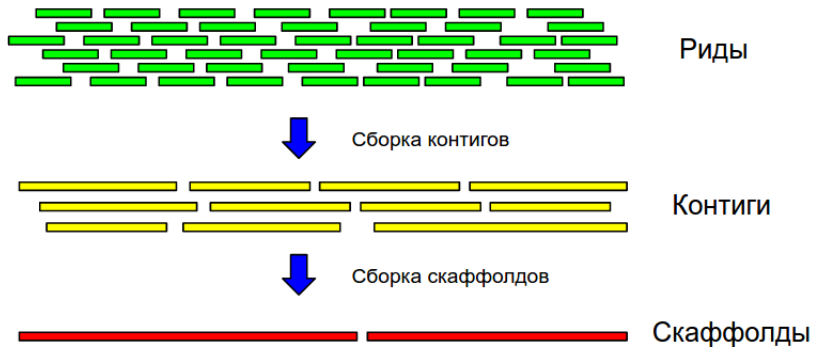 Риды
Сборка контигов
Контиги
Сборка скаффолдов
Скаффолды